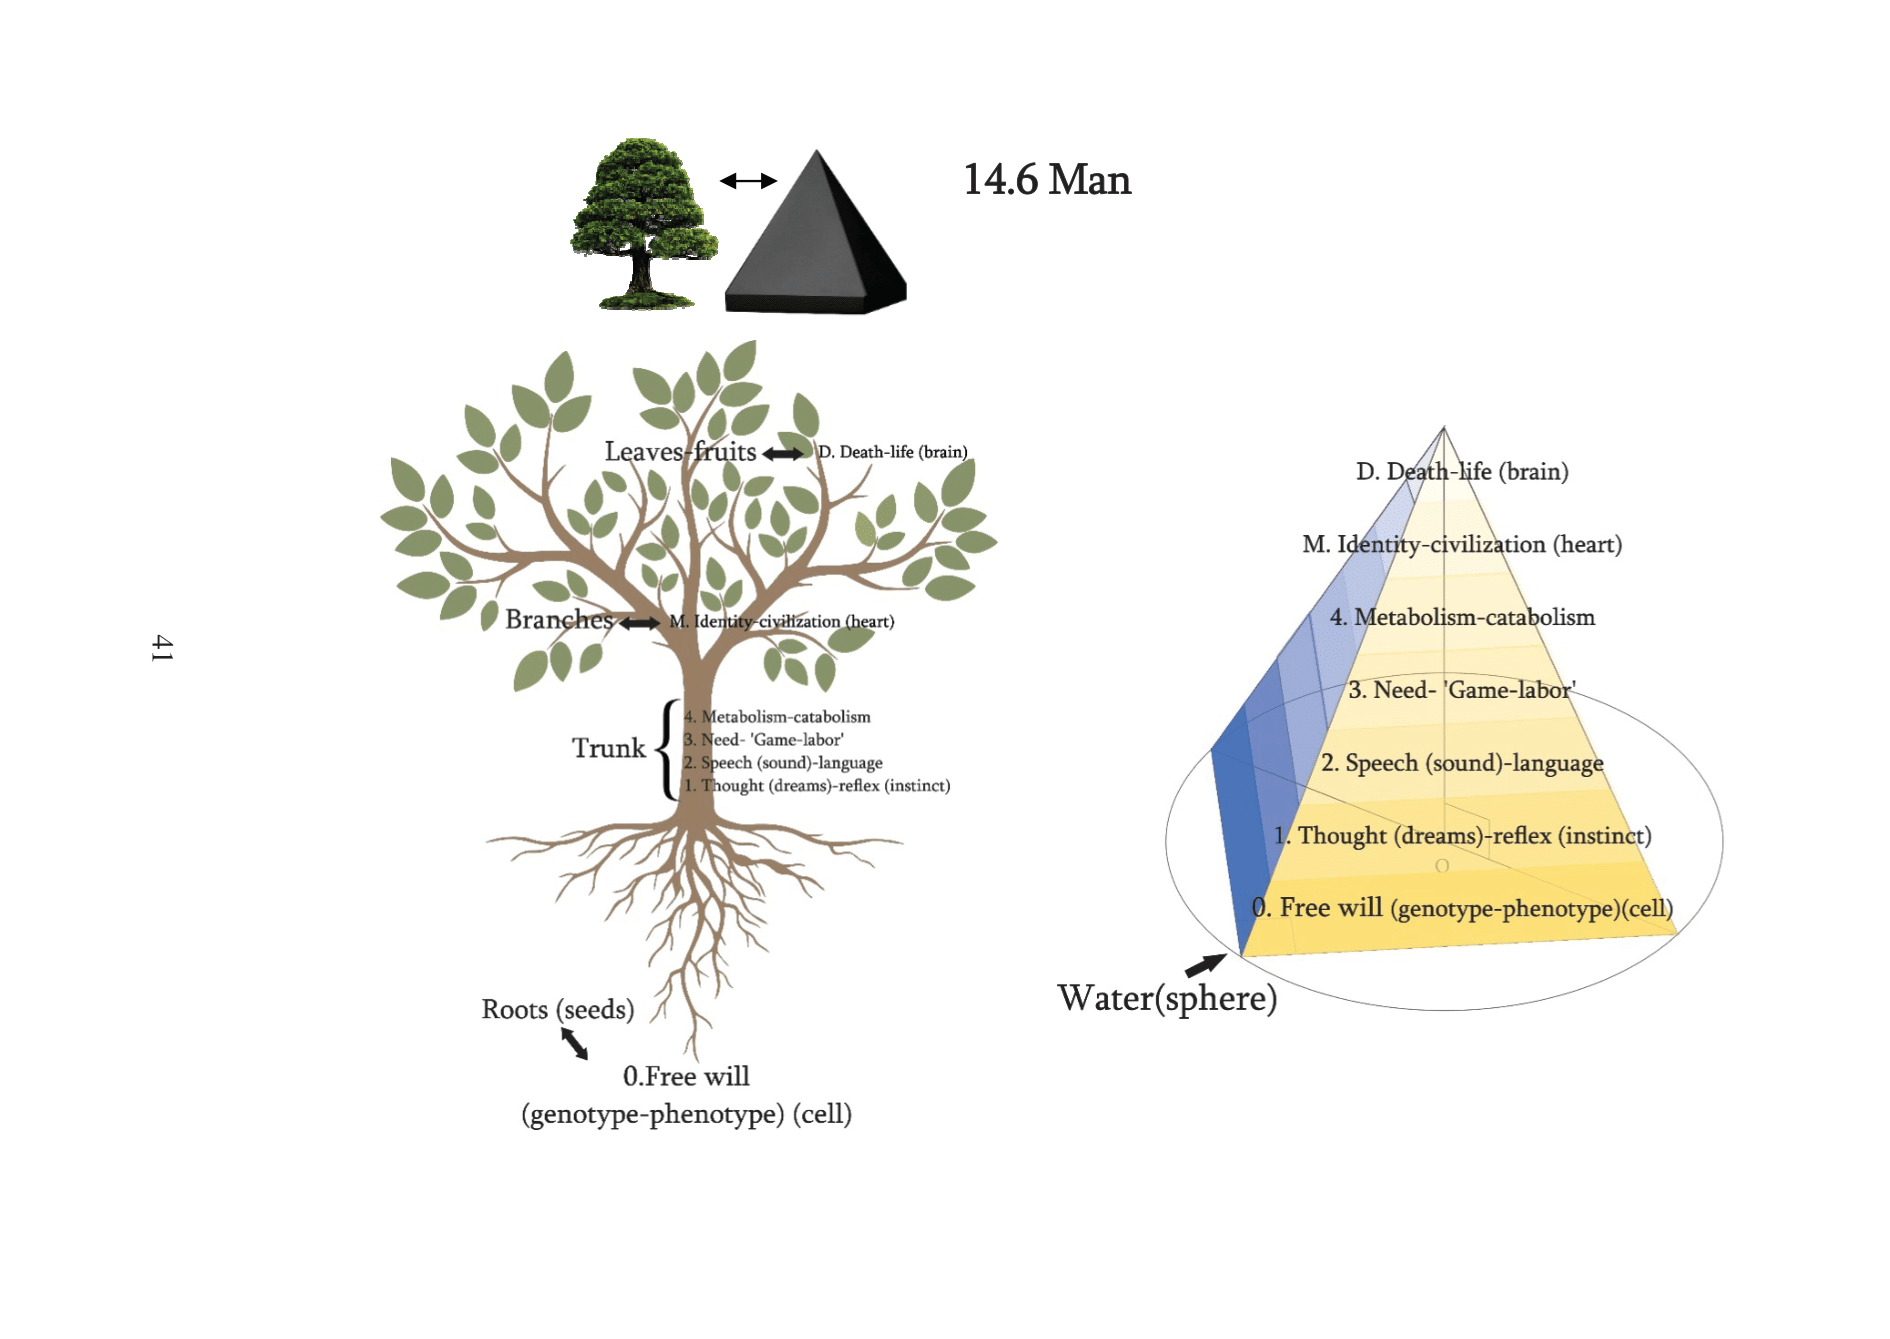 14.6 Man
Leaves-fruits
D. Death-life (brain)
Branches
M. Identity-civilization (heart)
Trunk
4. Metabolism-catabolism
3. Need- 'Game-labor'
2. Speech (sound)-language
1. Thought (dreams)-reflex (instinct)
Roots (seeds)
0.Free will
(genotype-phenotype) (cell)
D. Death-life (brain)
M. Identity-civilization (heart)
4. Metabolism-catabolism
3. Need- 'Game-labor'
2. Speech (sound)-language
1. Thought (dreams)-reflex (instinct)
O
0. Free will (genotype-phenotype)(cell)
Water(sphere)
41